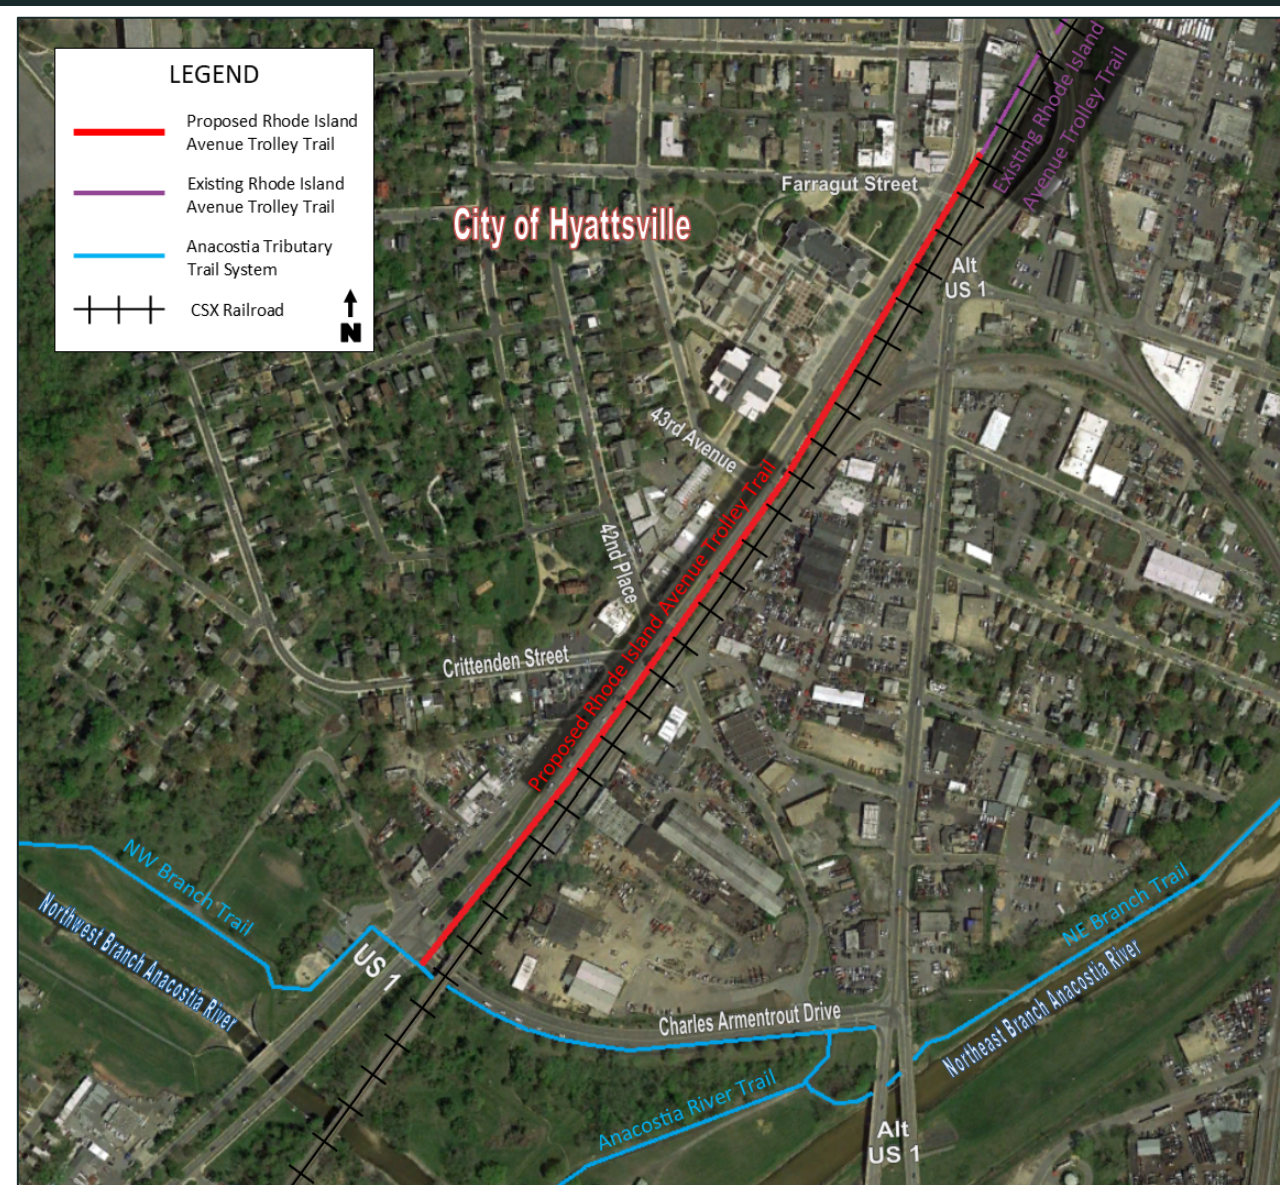 LEGEND
Proposed Rhode Island
Avenue Trolley Trail
Existing Rhode Island
Avenue Trolley Trail
Anacostia Tributary
Trail System
CSX Railroad
N
Existing Rhode Island
Avenue Trolley Trail
Farragut Street
City of Hyattsville
Alt
US 1
43rd Avenue
Proposed Rhode Island Avenue Trolley Trail
42nd Place
Crittenden Street
NW Branch Trail
Northwest Branch Anacostia River
US 1
NE Branch Trail
Northeast Branch Anacostia River
Charles Armentrout Drive
Anacostia River Trail
Alt
US 1